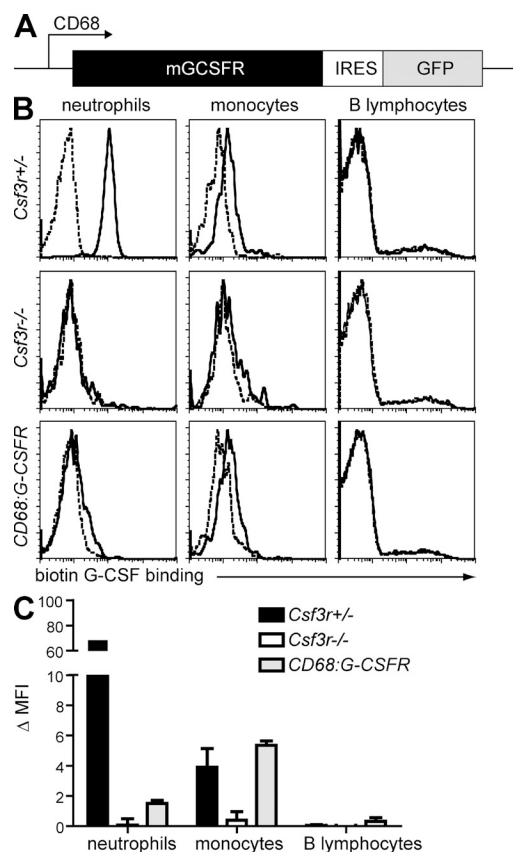 A
CD68
mGCSFR IRES GFP
B
neutrophils monocytes B lymphocytes
Csf3r+/-
Csf3r-/-
CD68:G-CSFR
biotin G-CSF binding
C
Csf3r+/-
Csf3r-/-
CD68:G-CSFR
Δ MFI
100
80
60
10
8
6
4
2
0
neutrophils monocytes B lymphocytes